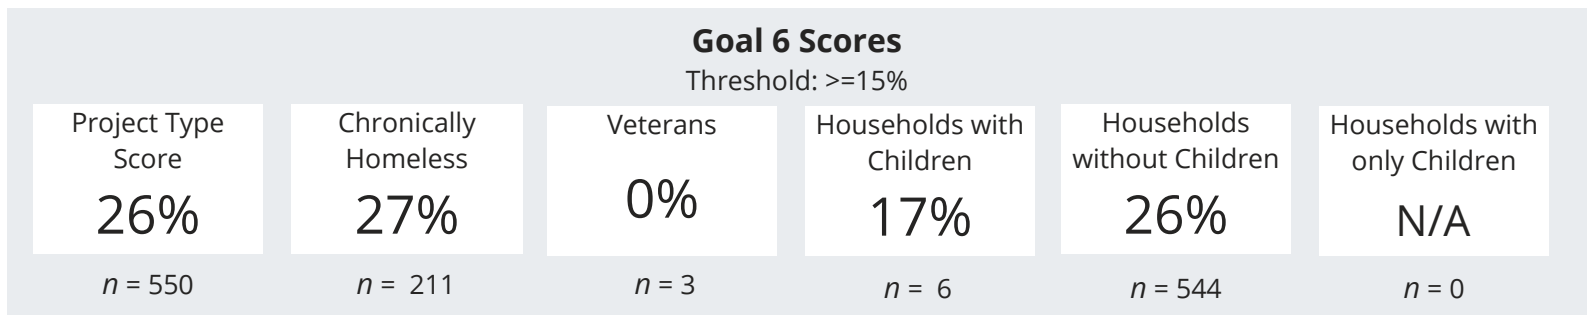 Goal 6 Scores
Threshold: >=15%
Project Type
Score
26%
n = 550
Chronically
Homeless
27%
n = 211
Veterans
0%
n = 3
Households with
Children
17%
n = 6
Households
without Children
26%
n = 544
Households with
only Children
N/A
n = 0